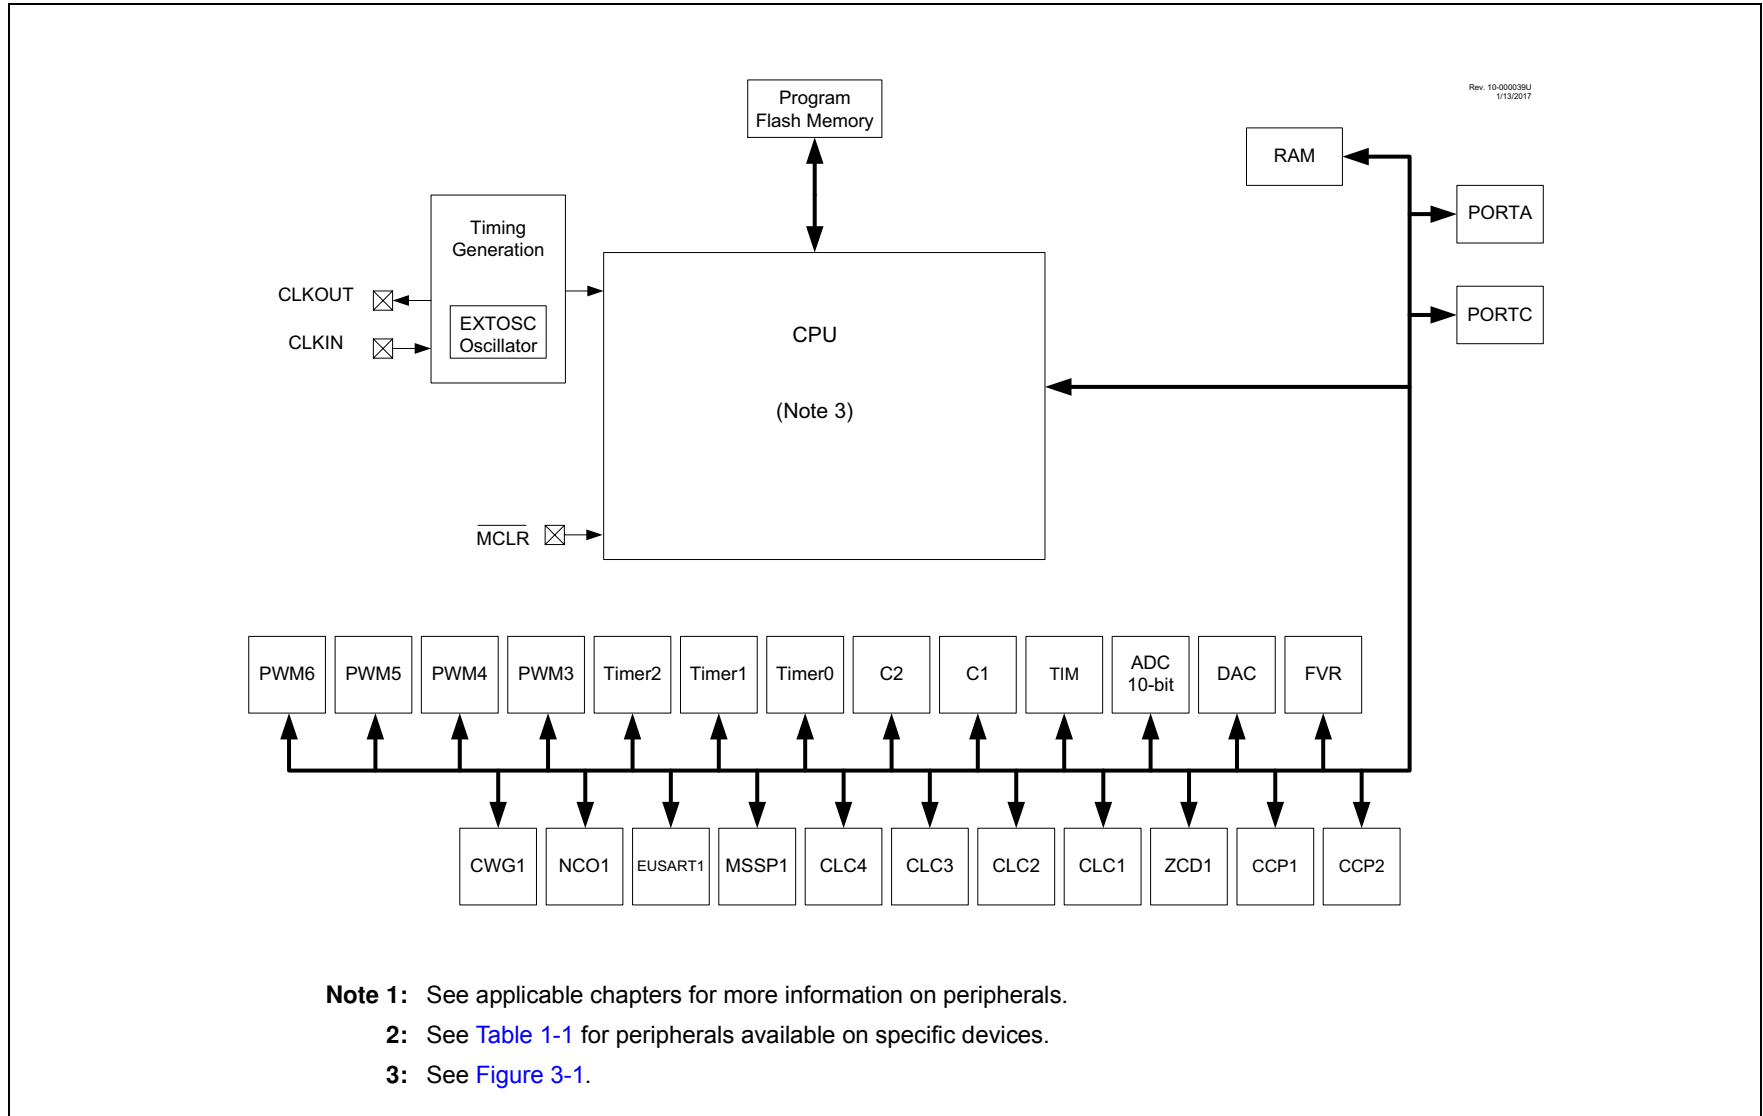 Program
Flash Memory
Rev. 10-000039U
1/13/2017
RAM
PORTA
Timing
Generation
CLKOUT
EXTOSC
Oscillator
CLKIN
PORTC
CPU
(Note 3)
MCLR
PWM6
PWM5
PWM4
PWM3
Timer2
Timer1
Timer0
C2
C1
TIM
ADC
10-bit
DAC
FVR
CWG1
NCO1
EUSART1
MSSP1
CLC4
CLC3
CLC2
CLC1
ZCD1
CCP1
CCP2
Note 1: See applicable chapters for more information on peripherals.
2: See Table 1-1 for peripherals available on specific devices.
3: See Figure 3-1.